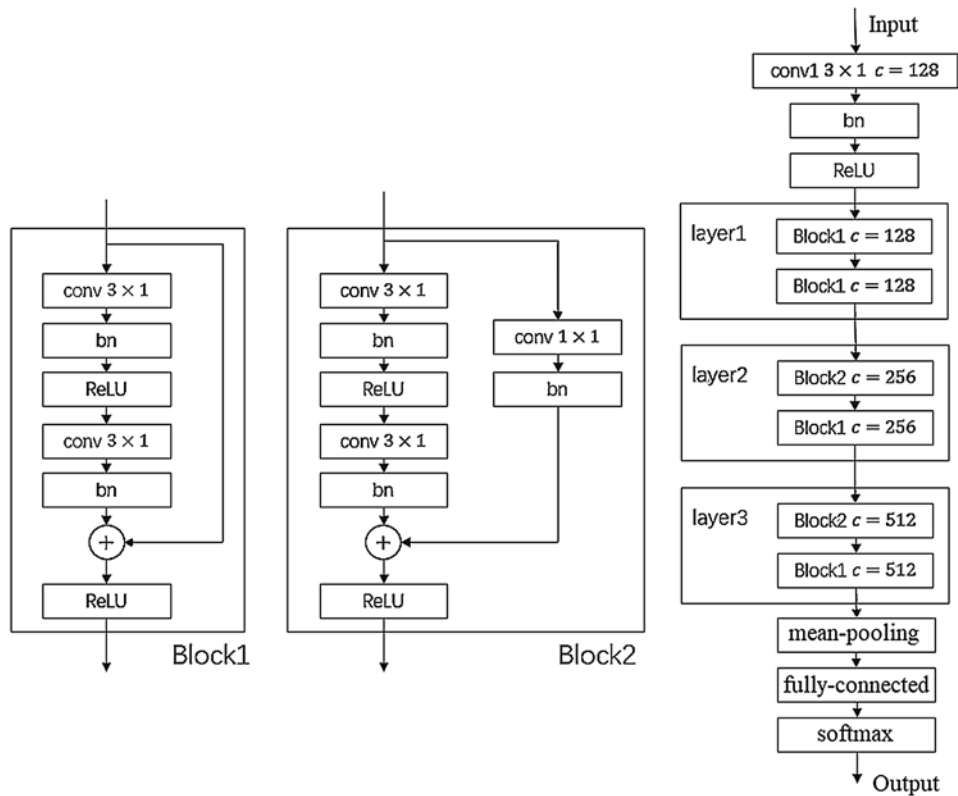 conv 3 × 1
bn
ReLU
conv 3 × 1
bn
+
ReLU
Block1
conv 3 × 1
bn
ReLU
conv 3 × 1
bn
+
ReLU
conv 1 × 1
bn
Block2
Input
conv1 3 × 1 c = 128
bn
ReLU
layer1
Block1 c = 128
Block1 c = 128
layer2
Block2 c = 256
Block1 c = 256
layer3
Block2 c = 512
Block1 c = 512
mean-pooling
fully-connected
softmax
Output